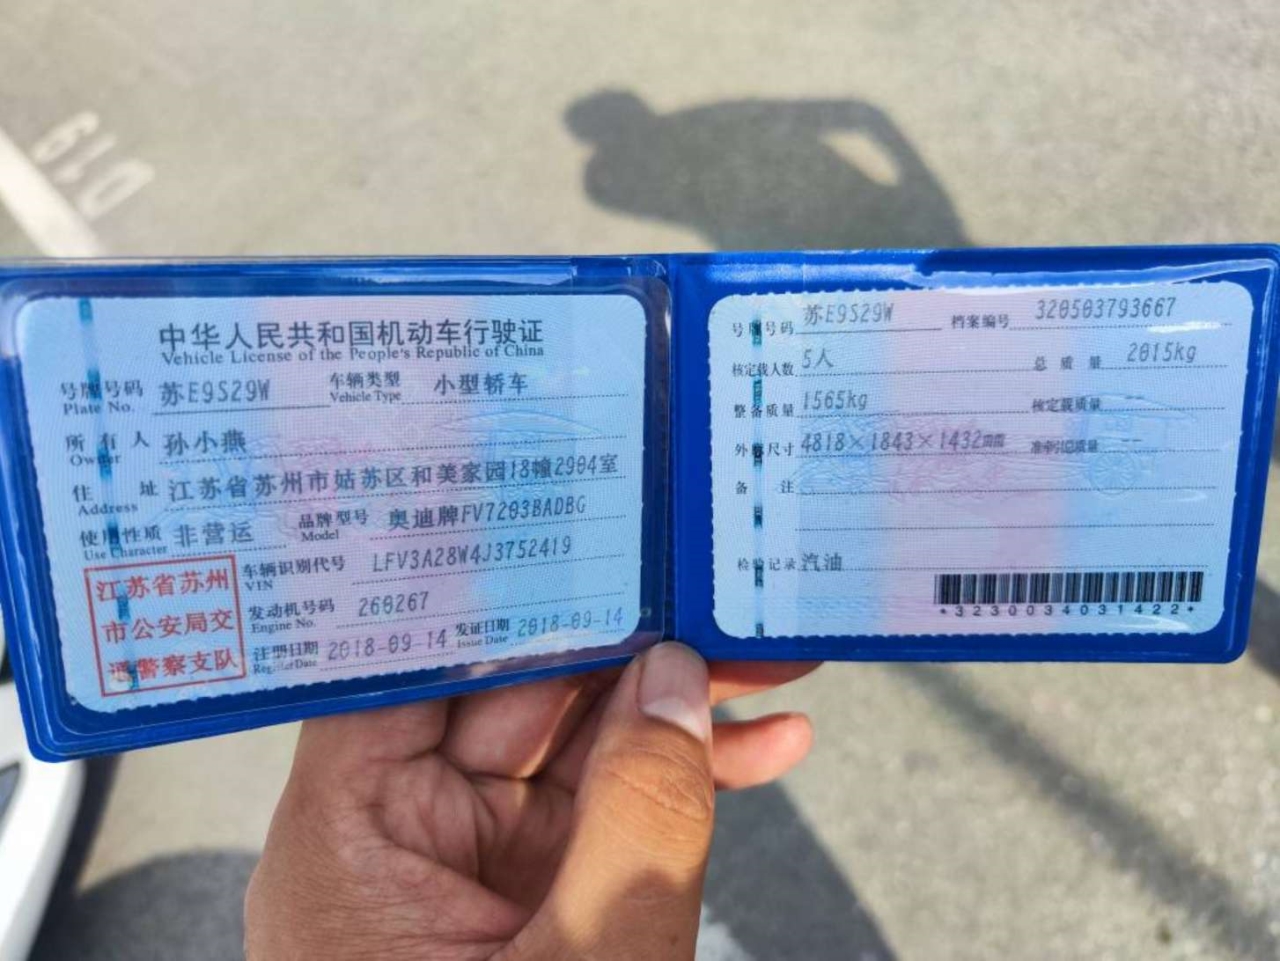 019
中华人民共和国机动车行驶证
Vehicle License of the People's Republic of China
号牌号码 苏E9S29W 车辆类型 小型轿车
Plate No. Vehicle Type
所有人 孙小燕
Owner
住址 江苏省苏州市姑苏区和美家园18幢2904室
Address
使用性质 非营运 品牌型号 奥迪牌FV7203BADBG
Use Character Model
江苏省苏州
市公安局交
通警察支队
车辆识别代号 LFV3A28W4J3752419
VIN
发动机号码 260267
Engine No.
注册日期 2018-09-14 发证日期 2018-09-14
Register Date Issue Date
号牌号码 苏E9S29W 档案编号 320503793667
核定载人数 5人 总质量 2015kg
整备质量 1565kg 核定载质量 --
外廓尺寸 4818×1843×1432mm 准牵引总质量 --
备注
检验记录 汽油
*3230034031422*